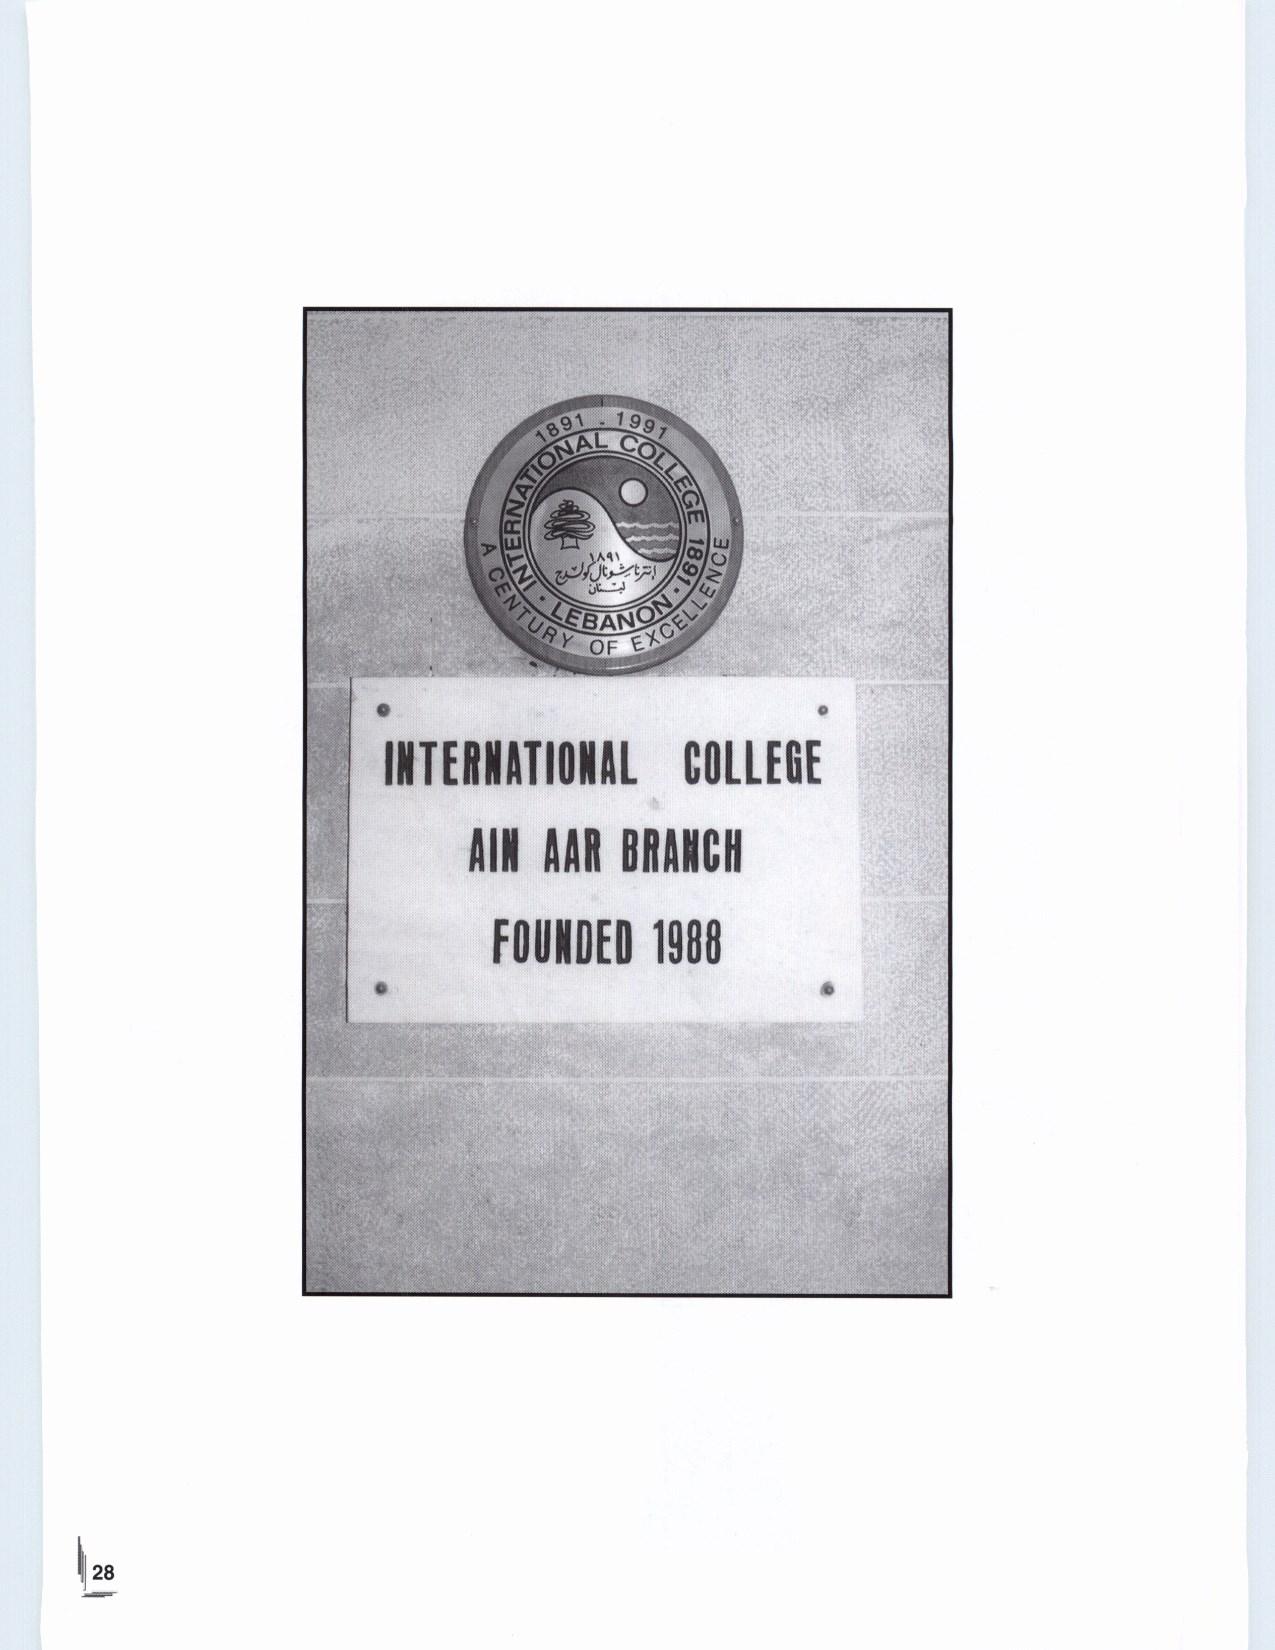 1891 - 1991
INTERNATIONAL COLLEGE 1891 · LEBANON ·
١٨٩١
إنترناشونال كولدج
لبنان
A CENTURY OF EXCELLENCE
INTERNATIONAL COLLEGE
AIN AAR BRANCH
FOUNDED 1988
28